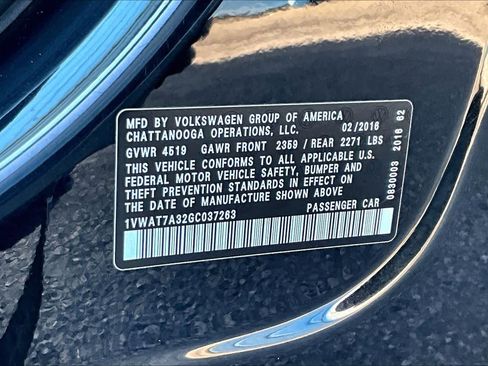 MFD BY VOLKSWAGEN GROUP OF AMERICA
CHATTANOOGA OPERATIONS, LLC. 02/2016
GVWR 4519 GAWR FRONT 2359 / REAR 2271 LBS
THIS VEHICLE CONFORMS TO ALL APPLICABLE U.S.
FEDERAL MOTOR VEHICLE SAFETY, BUMPER AND
THEFT PREVENTION STANDARDS IN EFFECT ON
THE DATE OF MANUFACTURE SHOWN ABOVE
1VWAT7A32GC037263 PASSENGER CAR
0830003 2016 62